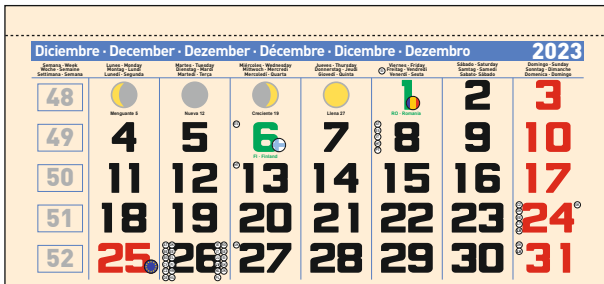 Diciembre · December · Dezember · Décembre · Dicembre · Dezembro 2023
Semana · Week Lunes · Monday Martes · Tuesday Miércoles · Wednesday Jueves · Thursday Viernes · Friday Sábado · Saturday Domingo · Sunday
Woche · Semaine Montag · Lundi Dienstag · Mardi Mittwoch · Mercredi Donnerstag · Jeudi Freitag · Vendredi Samstag · Samedi Sonntag · Dimanche
Settimana · Semana Lunedì · Segunda Martedì · Terça Mercoledì · Quarta Giovedì · Quinta Venerdì · Sexta Sabato · Sábado Domenica · Domingo
48 1 2 3
Menguante 5 Nueva 12 Creciente 19 Llena 27 RO - Romania
49 4 5 6 7 8 9 10
FI - Finland
50 11 12 13 14 15 16 17
51 18 19 20 21 22 23 24
52 25 26 27 28 29 30 31